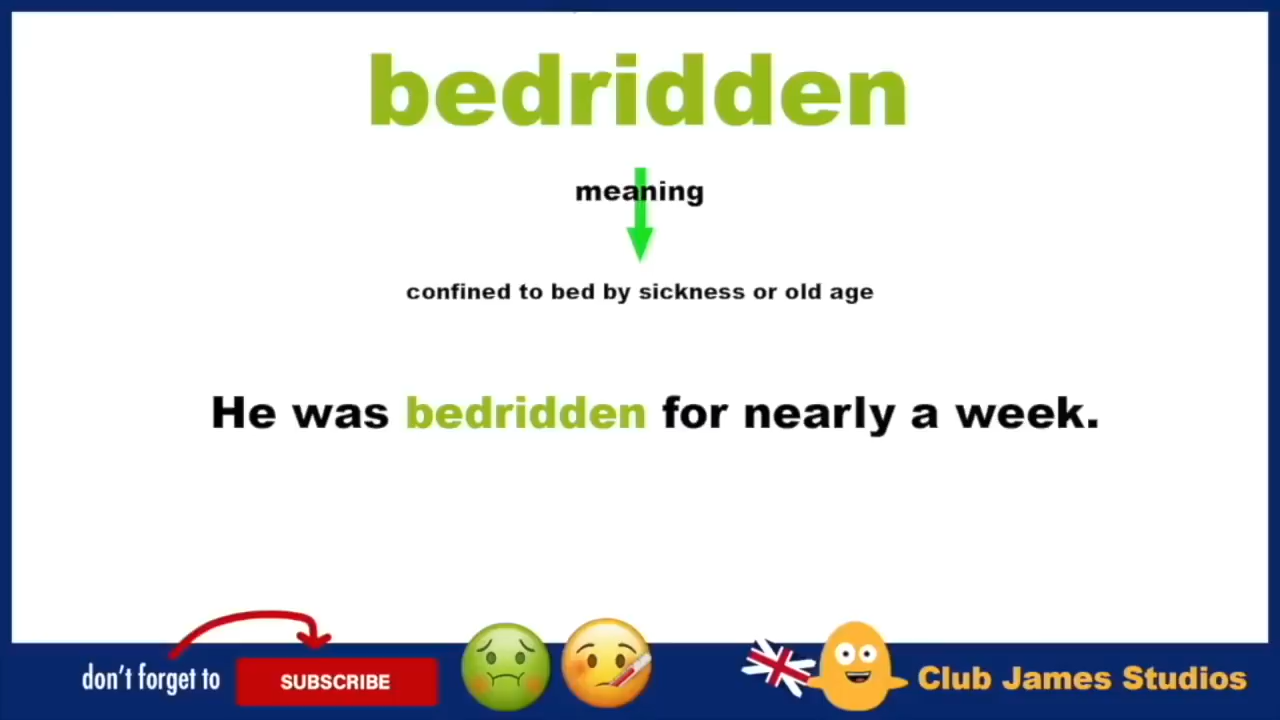 bedridden
meaning
confined to bed by sickness or old age
He was bedridden for nearly a week.
don't forget to SUBSCRIBE
Club James Studios